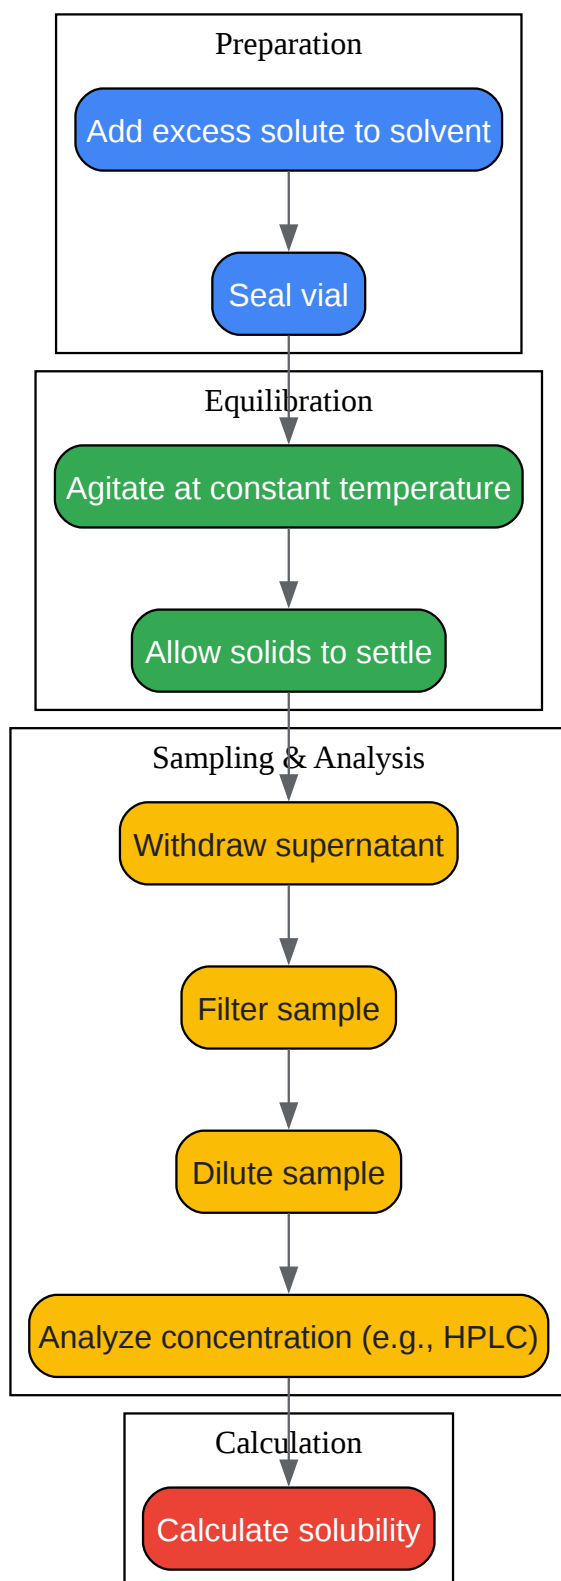 Preparation
Add excess solute to solvent
Seal vial
Equilibration
Agitate at constant temperature
Allow solids to settle
Sampling & Analysis
Withdraw supernatant
Filter sample
Dilute sample
Analyze concentration (e.g., HPLC)
Calculation
Calculate solubility